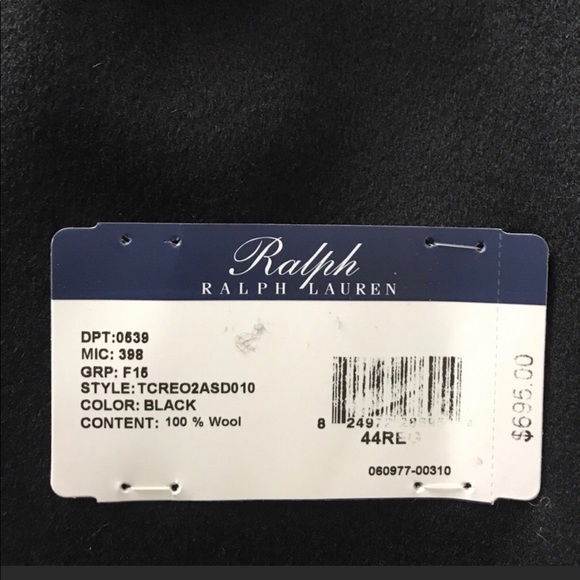 Ralph
RALPH LAUREN
DPT:0539
MIC: 398
GRP: F15
STYLE: TCREO2ASD010
COLOR: BLACK
CONTENT: 100 % Wool
44REG
060977-00310
$695.00